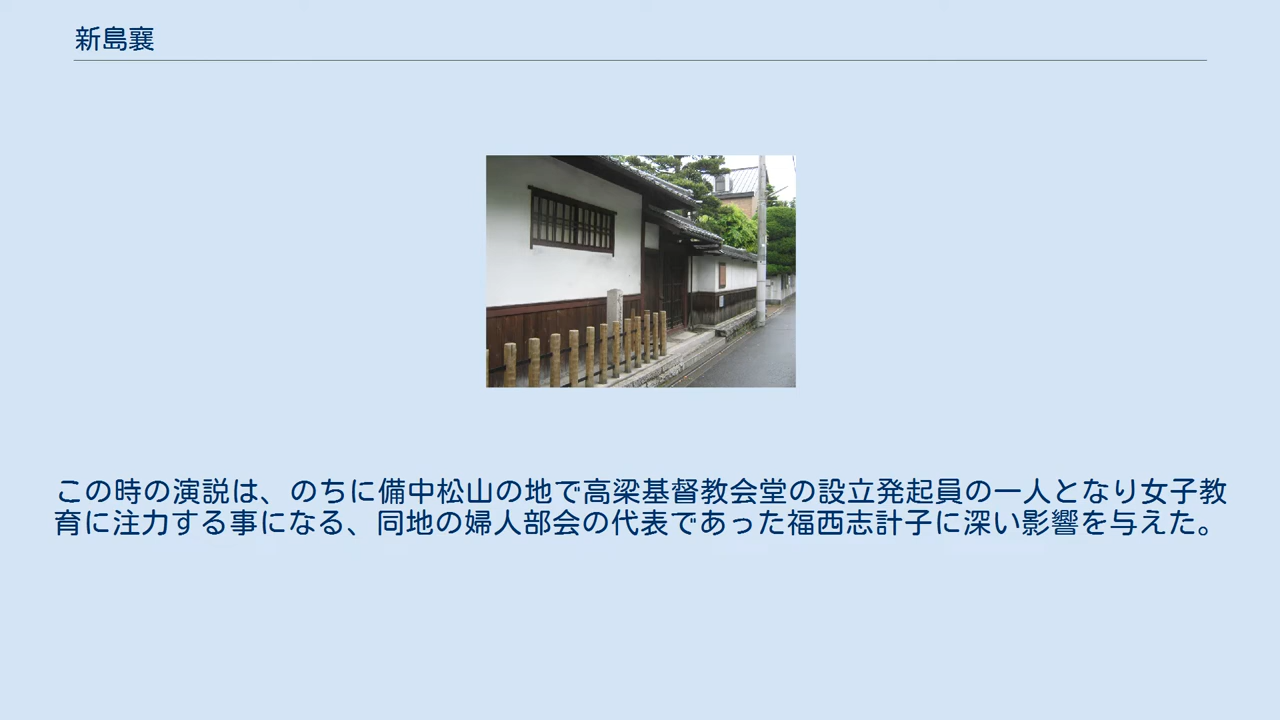 新島襄
この時の演説は、のちに備中松山の地で高梁基督教会堂の設立発起員の一人となり女子教
育に注力する事になる、同地の婦人部会の代表であった福西志計子に深い影響を与えた。